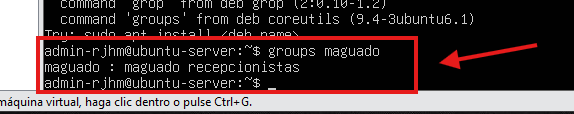 command 'grop' from deb grop (2:0.10-1.2)
command 'groups' from deb coreutils (9.4-3ubuntu6.1)
Try: sudo apt install <deb name>
admin-rjhm@ubuntu-server:~$ groups maguado
maguado : maguado recepcionistas
admin-rjhm@ubuntu-server:~$ _
máquina virtual, haga clic dentro o pulse Ctrl+G.